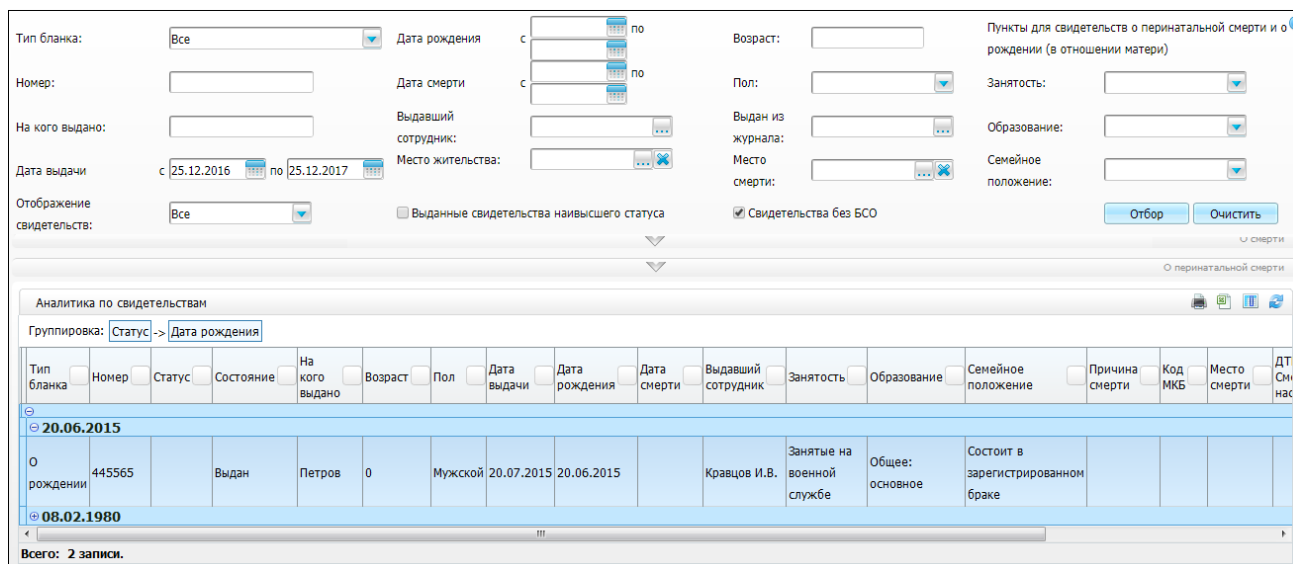 Тип бланка: Все Дата рождения с по Возраст: Пункты для свидетельств о перинатальной смерти и о
рождении (в отношении матери)
Номер: Дата смерти с по Пол: Занятость:
На кого выдано: Выдавший сотрудник: ... Выдан из журнала: ... Образование:
Дата выдачи с 25.12.2016 по 25.12.2017 Место жительства: ... Место смерти: ... Семейное положение:
Отображение свидетельств: Все Выданные свидетельства наивысшего статуса Свидетельства без БСО Отбор Очистить
О смерти
О перинатальной смерти
Аналитика по свидетельствам
Группировка: Статус -> Дата рождения
Тип бланка Номер Статус Состояние На кого выдано Возраст Пол Дата выдачи Дата рождения Дата смерти Выдавший сотрудник Занятость Образование Семейное положение Причина смерти Код МКБ Место смерти
20.06.2015
О рождении 445565 Выдан Петров 0 Мужской 20.07.2015 20.06.2015 Кравцов И.В. Занятые на военной службе Общее: основное Состоит в зарегистрированном браке
08.02.1980
Всего: 2 записи.